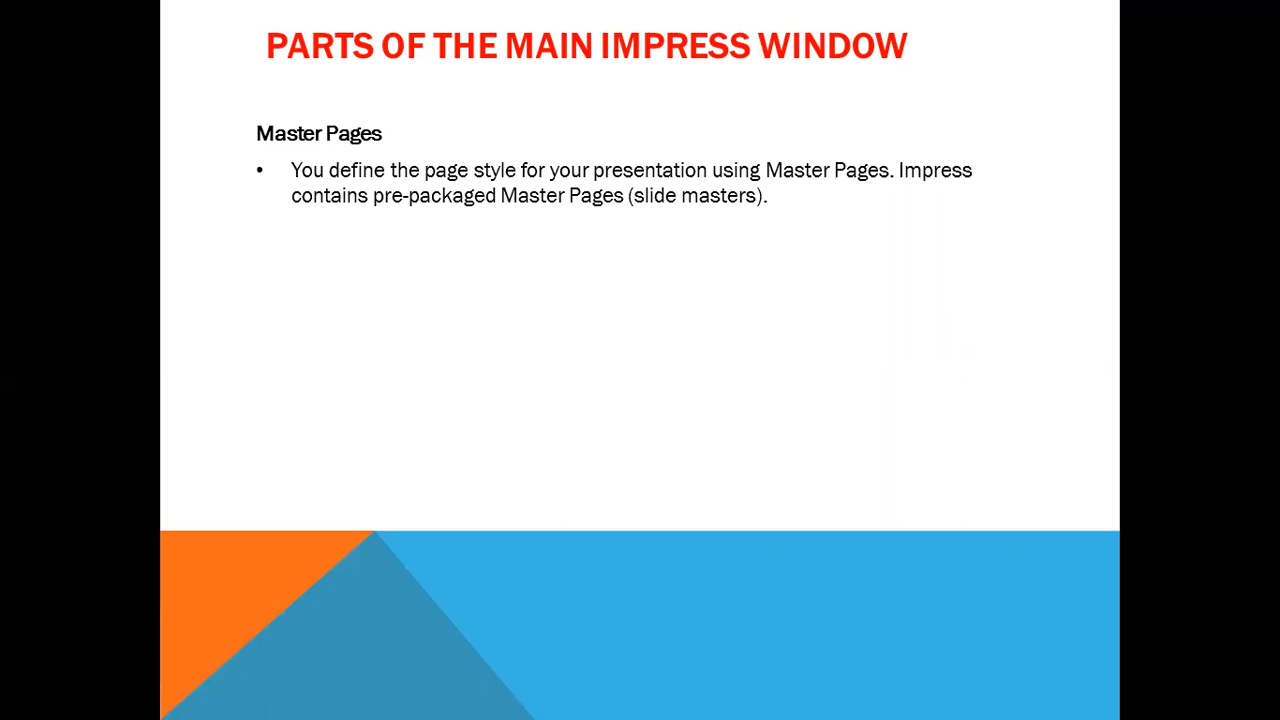 PARTS OF THE MAIN IMPRESS WINDOW
Master Pages
• You define the page style for your presentation using Master Pages. Impress
contains pre-packaged Master Pages (slide masters).